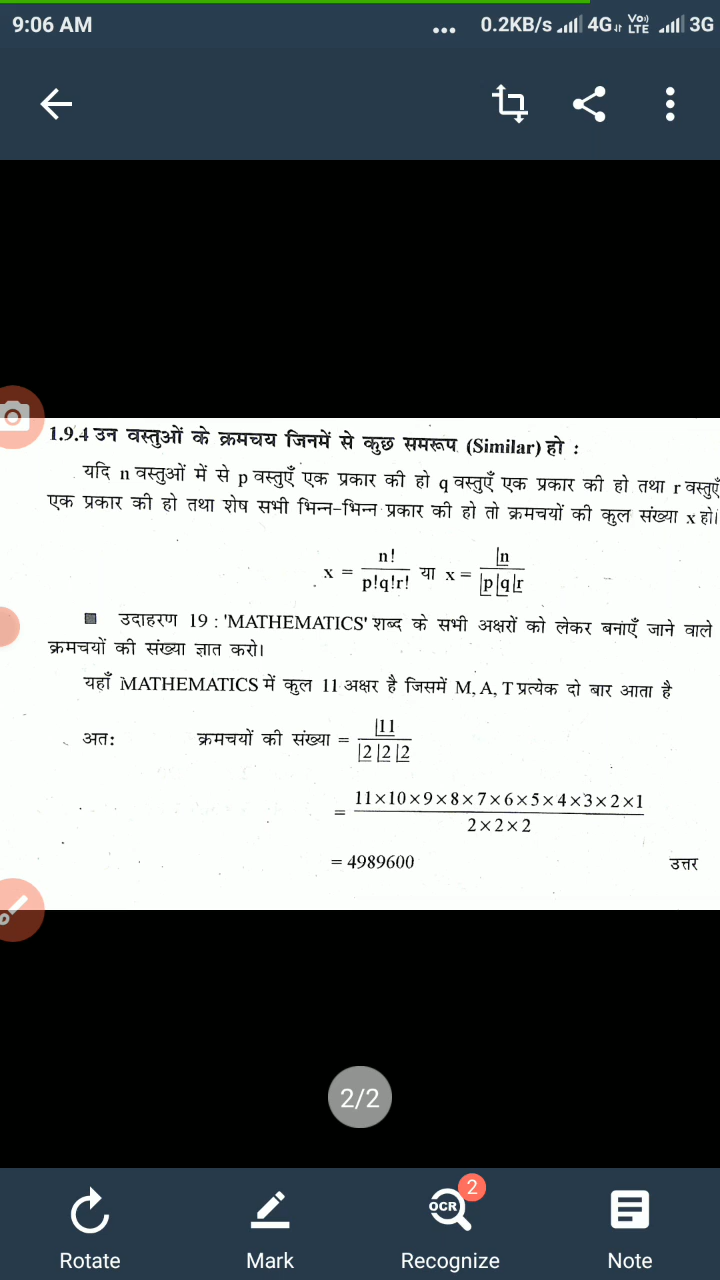 9:06 AM ... 0.2KB/s 4G Vo)) LTE 3G
1.9.4 उन वस्तुओं के क्रमचय जिनमें से कुछ समरूप (Similar) हो :
यदि n वस्तुओं में से p वस्तुएँ एक प्रकार की हो q वस्तुएँ एक प्रकार की हो तथा r वस्तुएँ
एक प्रकार की हो तथा शेष सभी भिन्न-भिन्न प्रकार की हो तो क्रमचयों की कुल संख्या x हो।
x = n! / p!q!r! या x = |n / |p|q|r
उदाहरण 19 : 'MATHEMATICS' शब्द के सभी अक्षरों को लेकर बनाएँ जाने वाले
क्रमचयों की संख्या ज्ञात करो।
यहाँ MATHEMATICS में कुल 11 अक्षर है जिसमें M, A, T प्रत्येक दो बार आता है
अत: क्रमचयों की संख्या = |11 / |2 |2 |2
= 11×10×9×8×7×6×5×4×3×2×1 / 2×2×2
= 4989600 उत्तर
2/2
2
OCR
Rotate Mark Recognize Note